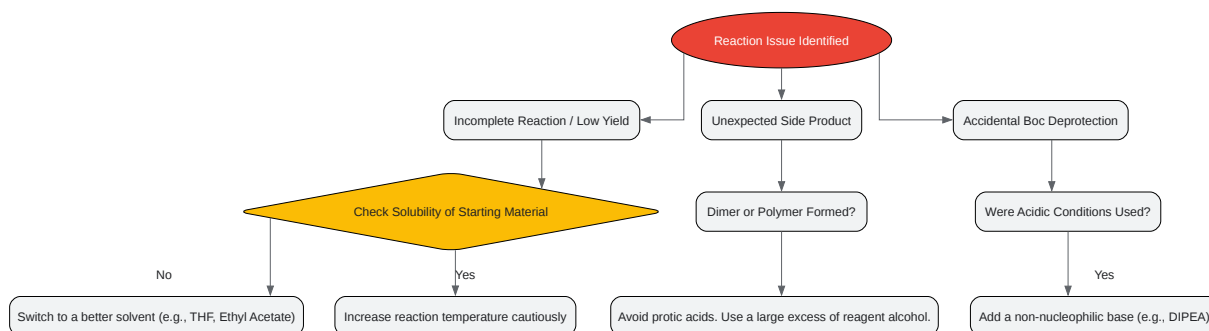 Reaction Issue Identified
Incomplete Reaction / Low Yield
Unexpected Side Product
Accidental Boc Deprotection
Check Solubility of Starting Material
Dimer or Polymer Formed?
Were Acidic Conditions Used?
No
Yes
Yes
Switch to a better solvent (e.g., THF, Ethyl Acetate)
Increase reaction temperature cautiously
Avoid protic acids. Use a large excess of reagent alcohol.
Add a non-nucleophilic base (e.g., DIPEA)